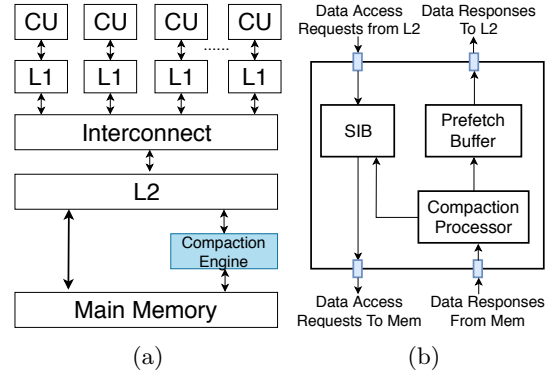 CU CU CU CU
......
L1 L1 L1 L1
Interconnect
L2
Compaction
Engine
Main Memory
(a)
Data Access
Requests from L2
Data Responses
To L2
SIB
Prefetch
Buffer
Compaction
Processor
Data Access
Requests To Mem
Data Responses
From Mem
(b)